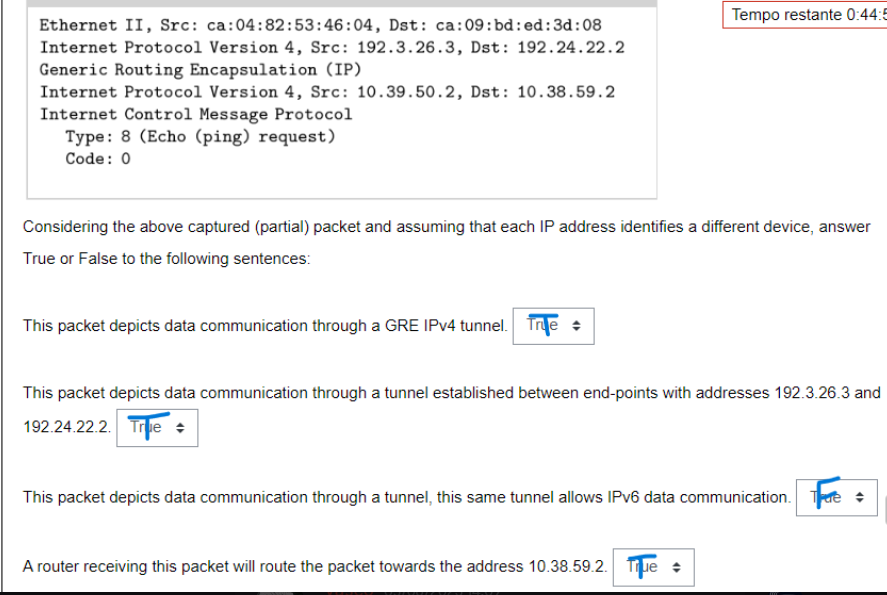 Tempo restante 0:44:5
Ethernet II, Src: ca:04:82:53:46:04, Dst: ca:09:bd:ed:3d:08
Internet Protocol Version 4, Src: 192.3.26.3, Dst: 192.24.22.2
Generic Routing Encapsulation (IP)
Internet Protocol Version 4, Src: 10.39.50.2, Dst: 10.38.59.2
Internet Control Message Protocol
Type: 8 (Echo (ping) request)
Code: 0
Considering the above captured (partial) packet and assuming that each IP address identifies a different device, answer
True or False to the following sentences:
This packet depicts data communication through a GRE IPv4 tunnel. True T
This packet depicts data communication through a tunnel established between end-points with addresses 192.3.26.3 and
192.24.22.2. True T
This packet depicts data communication through a tunnel, this same tunnel allows IPv6 data communication. True F
A router receiving this packet will route the packet towards the address 10.38.59.2. True T